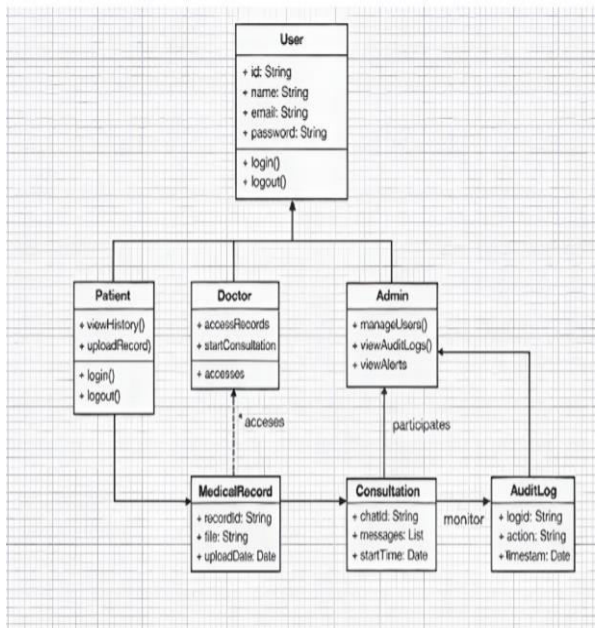 User
+ id: String
+ name: String
+ email: String
+ password: String
+ login()
+ logout()
Patient
+ viewHistory()
+ uploadRecord)
+ login()
+ logout()
Doctor
+ accessRecords
+ startConsultation
+ accesses
Admin
+ manageUsers()
+ viewAuditLogs()
+ viewAlerts
* acceses
participates
MedicalRecord
+ recordId: String
+ file: String
+ uploadDate: Date
Consultation
+ chatId: String
+ messages: List
+ startTime: Date
monitor
AuditLog
+ logid: String
+ action: String
+ Timestam: Date